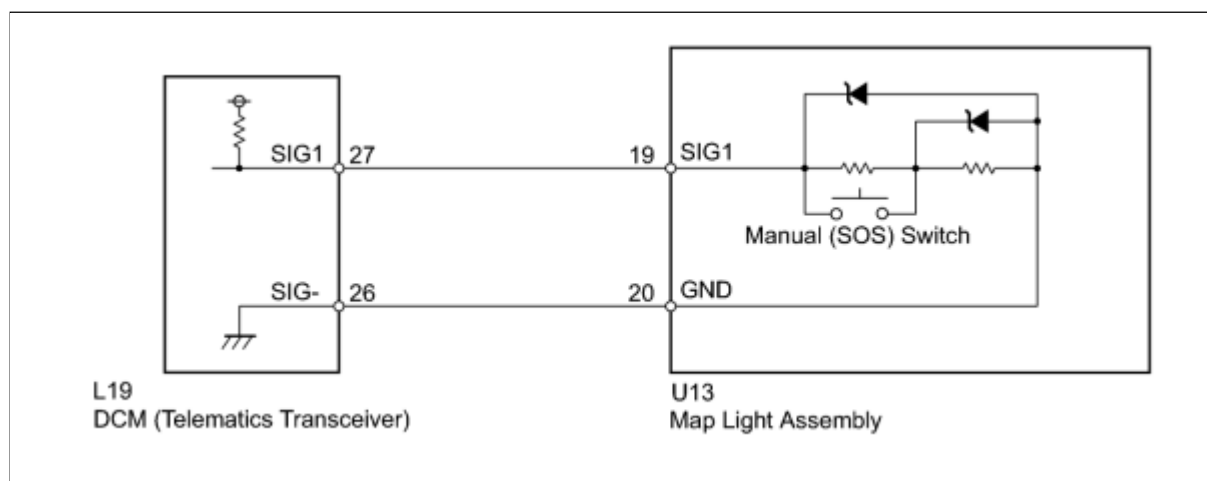 SIG1 27 19 SIG1
Manual (SOS) Switch
SIG- 26 20 GND
L19 U13
DCM (Telematics Transceiver) Map Light Assembly